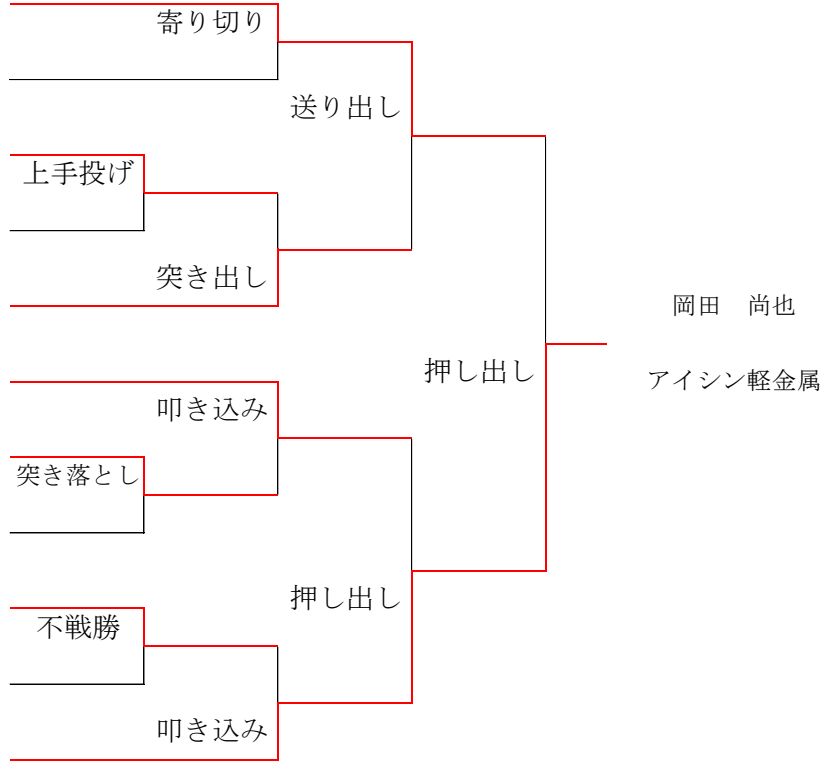 寄り切り
送り出し
上手投げ
突き出し
岡田　尚也
押し出し
アイシン軽金属
叩き込み
突き落とし
押し出し
不戦勝
叩き込み